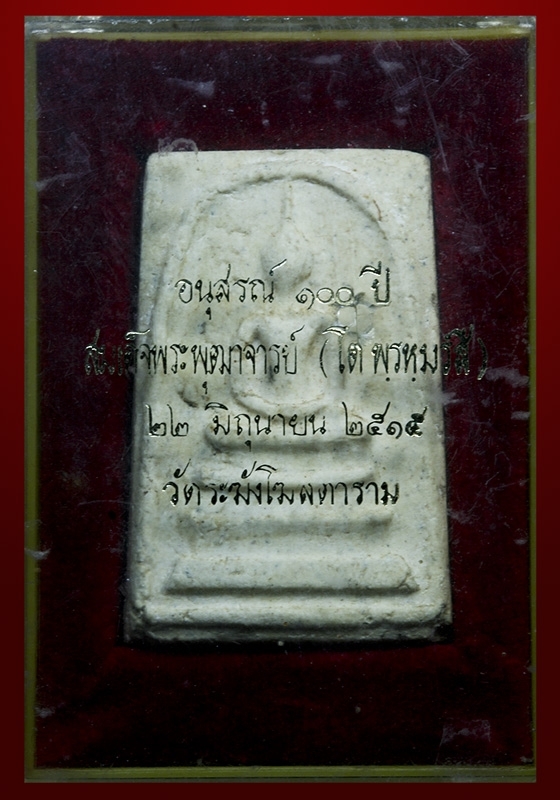 อนุสรณ์ ๑๐๐ ปี
สมเด็จพระพุฒาจารย์ (โต พฺรหฺมรํสี)
๒๒ มิถุนายน ๒๕๑๕
วัดระฆังโฆสิตาราม